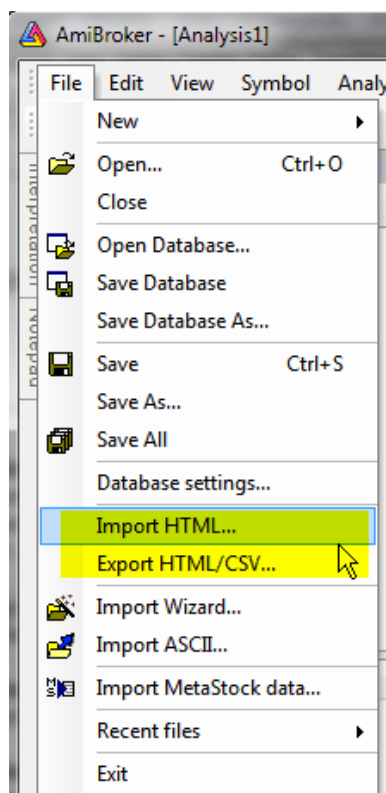 AmiBroker - [Analysis1]
File Edit View Symbol Analy
New
Open... Ctrl+O
Close
Open Database...
Save Database
Save Database As...
Save Ctrl+S
Save As...
Save All
Database settings...
Import HTML...
Export HTML/CSV...
Import Wizard...
Import ASCII...
Import MetaStock data...
Recent files
Exit
Notepad